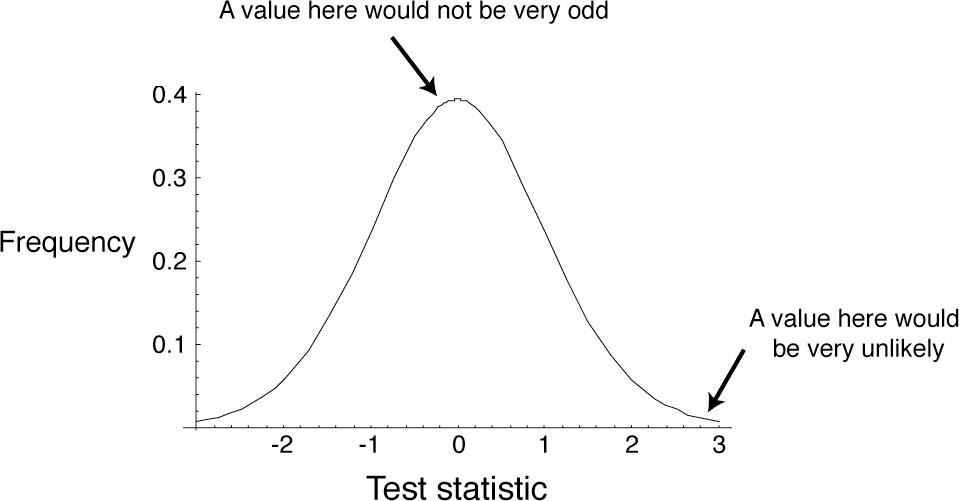 A value here would not be very odd
0.4
0.3
Frequency
0.2
A value here would
be very unlikely
0.1
-2
-1
0
1
2
3
Test statistic